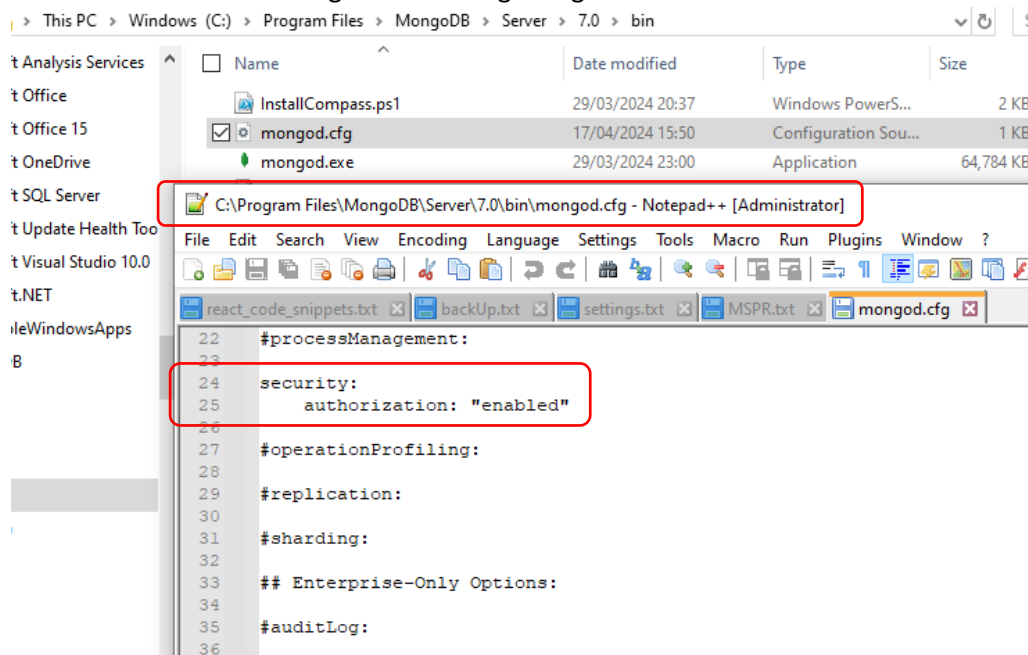 This PC > Windows (C:) > Program Files > MongoDB > Server > 7.0 > bin
Name Date modified Type Size
InstallCompass.ps1 29/03/2024 20:37 Windows PowerS... 2 KB
mongod.cfg 17/04/2024 15:50 Configuration Sou... 1 KB
mongod.exe 29/03/2024 23:00 Application 64,784 KB
't Analysis Services
't Office
't Office 15
't OneDrive
't SQL Server
't Update Health Too
't Visual Studio 10.0
't.NET
leWindowsApps
B
C:\Program Files\MongoDB\Server\7.0\bin\mongod.cfg - Notepad++ [Administrator]
File Edit Search View Encoding Language Settings Tools Macro Run Plugins Window ?
react_code_snippets.txt backUp.txt settings.txt MSPR.txt mongod.cfg
22 #processManagement:
23
24 security:
25 authorization: "enabled"
26
27 #operationProfiling:
28
29 #replication:
30
31 #sharding:
32
33 ## Enterprise-Only Options:
34
35 #auditLog:
36